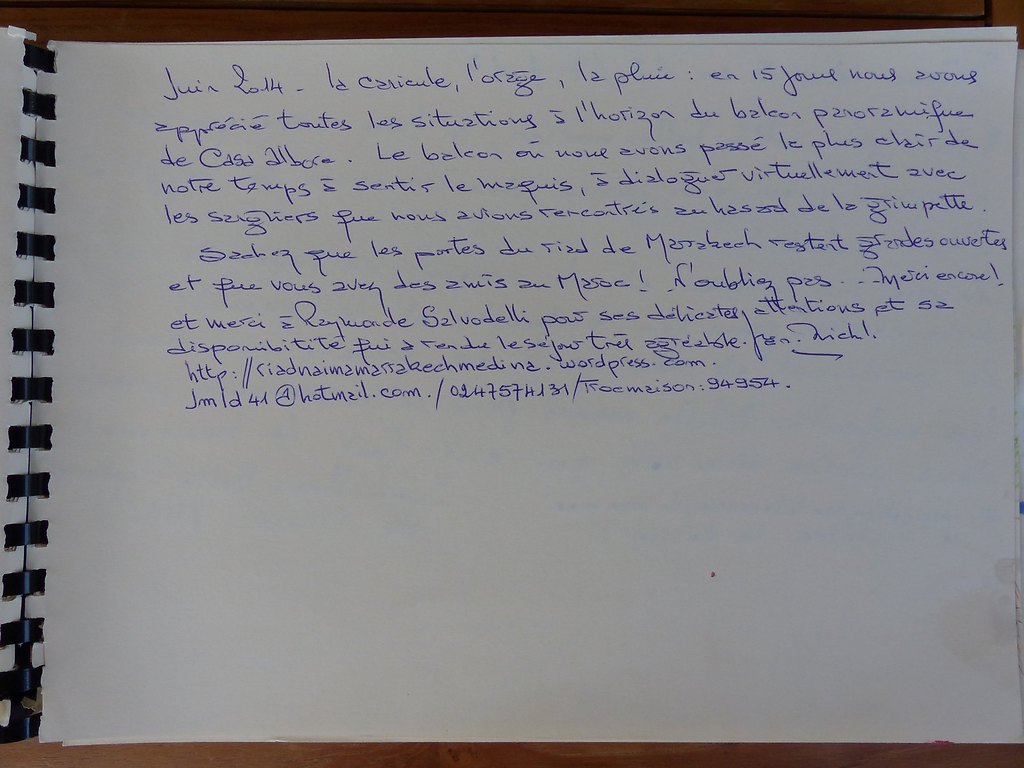 Juin 2014 - la canicule, l'orage, la pluie : en 15 jours nous avons
apprécié toutes les situations à l'horizon du balcon panoramique
de Casa Albore. Le balcon où nous avons passé le plus clair de
notre temps à sentir le maquis, à dialoguer virtuellement avec
les sangliers que nous avions rencontrés au hasard de la grimpette.
Sachez que les portes du riad de Marrakech restent grandes ouvertes
et que vous avez des amis au Maroc ! N'oubliez pas... Merci encore !
et merci à Raymonde Salvodelli pour ses délicates attentions et sa
disponibitité qui a rendu le séjour très agréable. Jean-Mich !
http://riadnaimamarrakechmedina.wordpress.com.
Jmld41@hotmail.com./0247574131/Trocmaison:94954.